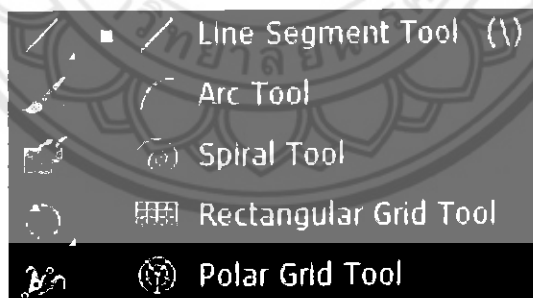 Line Segment Tool (\)
Arc Tool
Spiral Tool
Rectangular Grid Tool
Polar Grid Tool